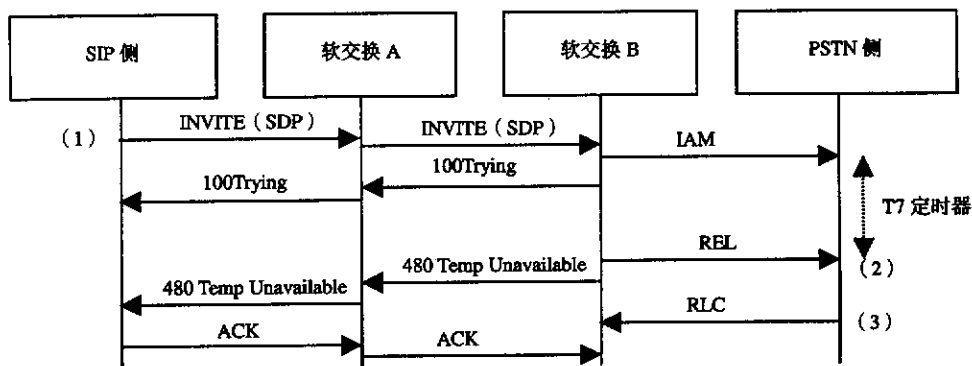 SIP 侧
软交换 A
软交换 B
PSTN 侧
(1)
INVITE(SDP)
INVITE(SDP)
IAM
100Trying
100Trying
T7 定时器
REL
480 Temp Unavailable
(2)
480 Temp Unavailable
RLC
(3)
ACK
ACK